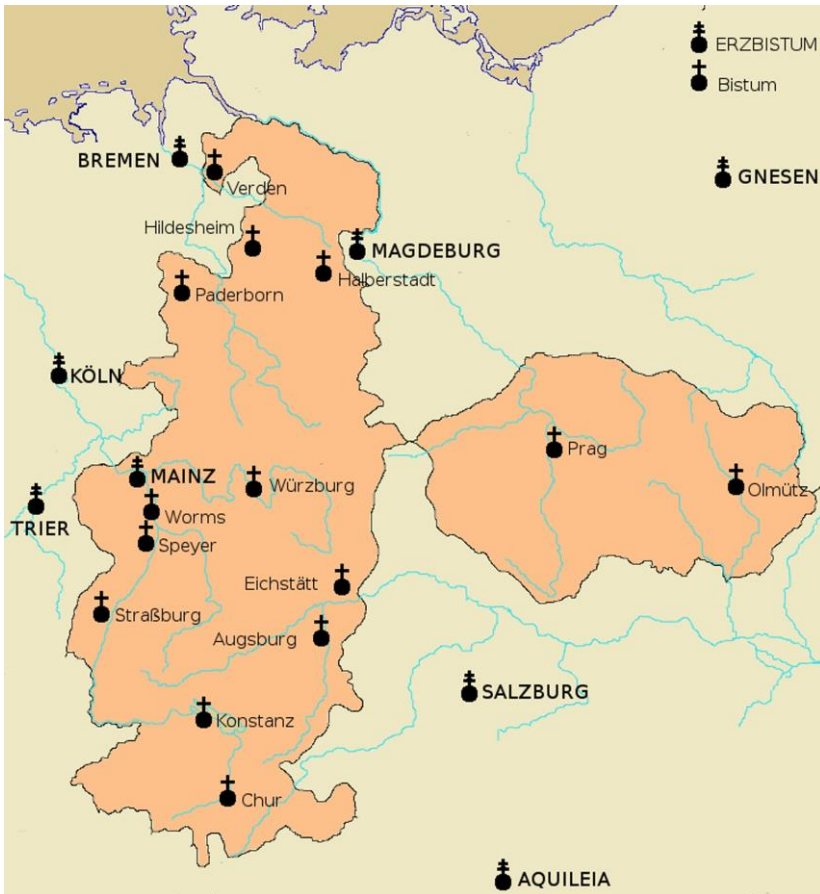 ERZBISTUM
Bistum
BREMEN
GNESEN
Verden
Hildesheim
MAGDEBURG
Halberstadt
Paderborn
KÖLN
Prag
MAINZ
Würzburg
Olmütz
Worms
TRIER
Speyer
Eichstätt
Straßburg
Augsburg
SALZBURG
Konstanz
Chur
AQUILEIA